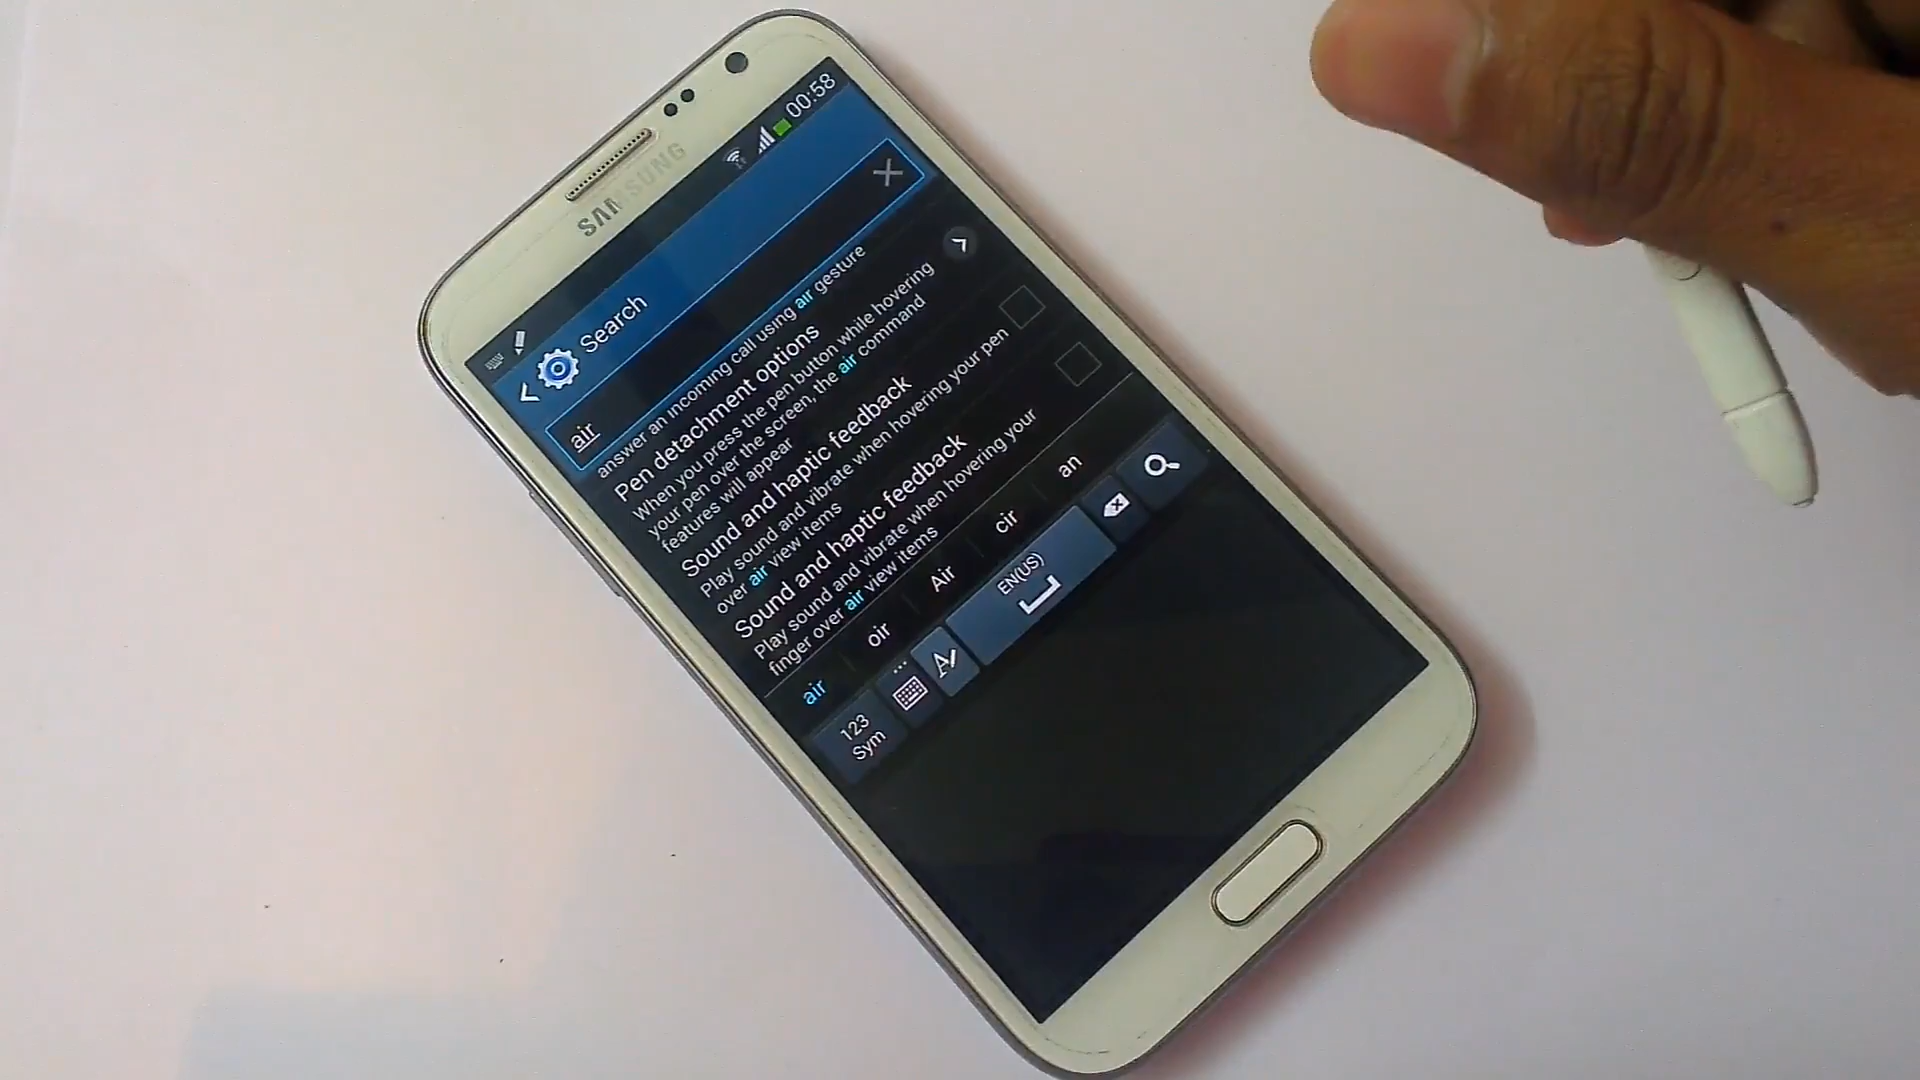 SAMSUNG
00:58
Search
air
answer an incoming call using air gesture
Pen detachment options
When you press the pen button while hovering
your pen over the screen, the air command
features will appear
Sound and haptic feedback
Play sound and vibrate when hovering your pen
over air view items
Sound and haptic feedback
Play sound and vibrate when hovering your
finger over air view items
air oir Air cir an
123
Sym
EN(US)